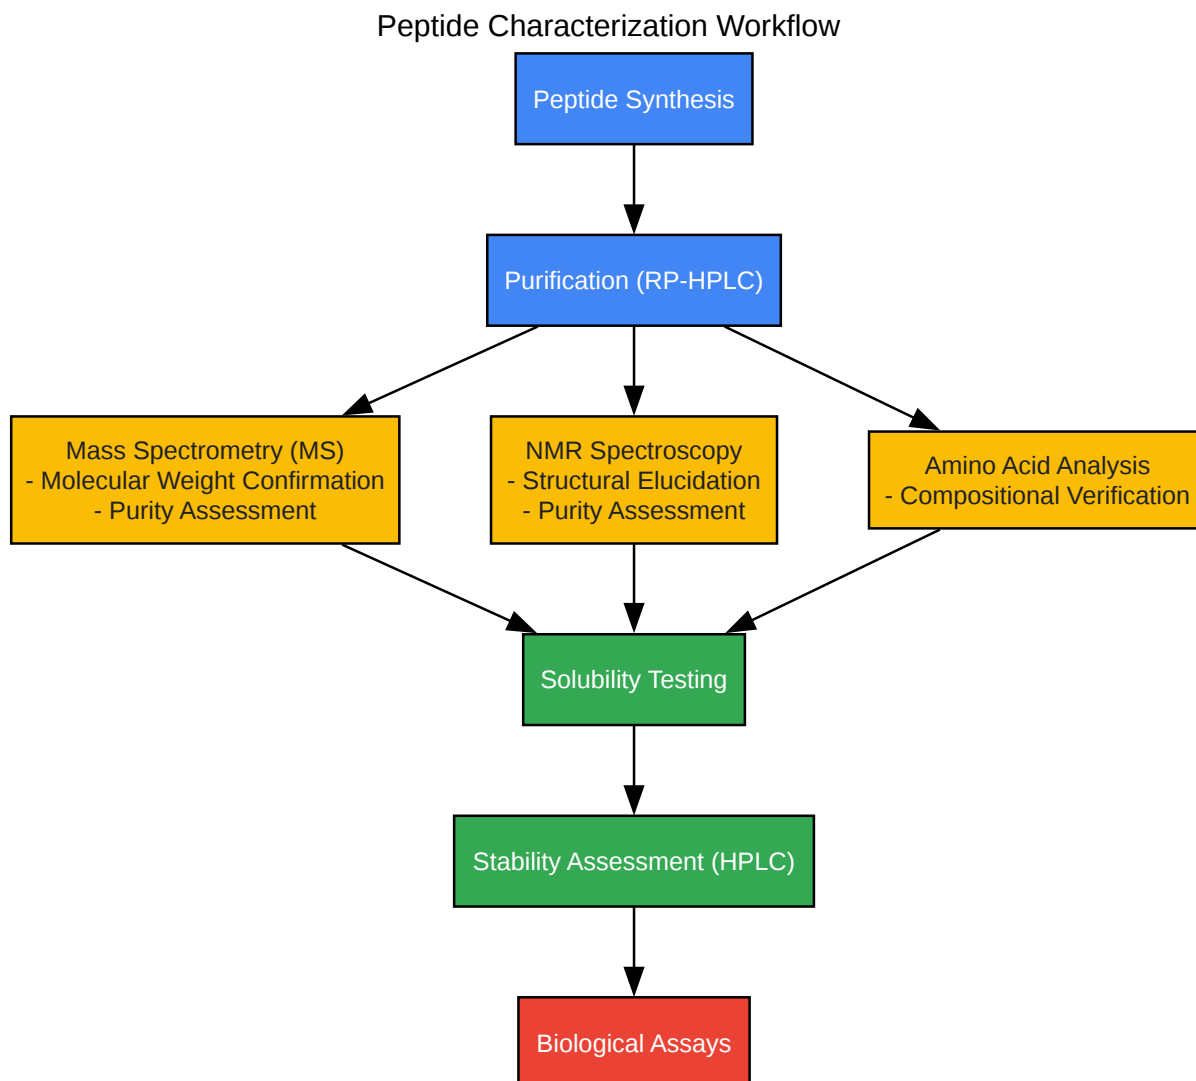 Peptide Characterization Workflow
Peptide Synthesis
Purification (RP-HPLC)
Mass Spectrometry (MS)
- Molecular Weight Confirmation
- Purity Assessment
NMR Spectroscopy
- Structural Elucidation
- Purity Assessment
Amino Acid Analysis
- Compositional Verification
Solubility Testing
Stability Assessment (HPLC)
Biological Assays